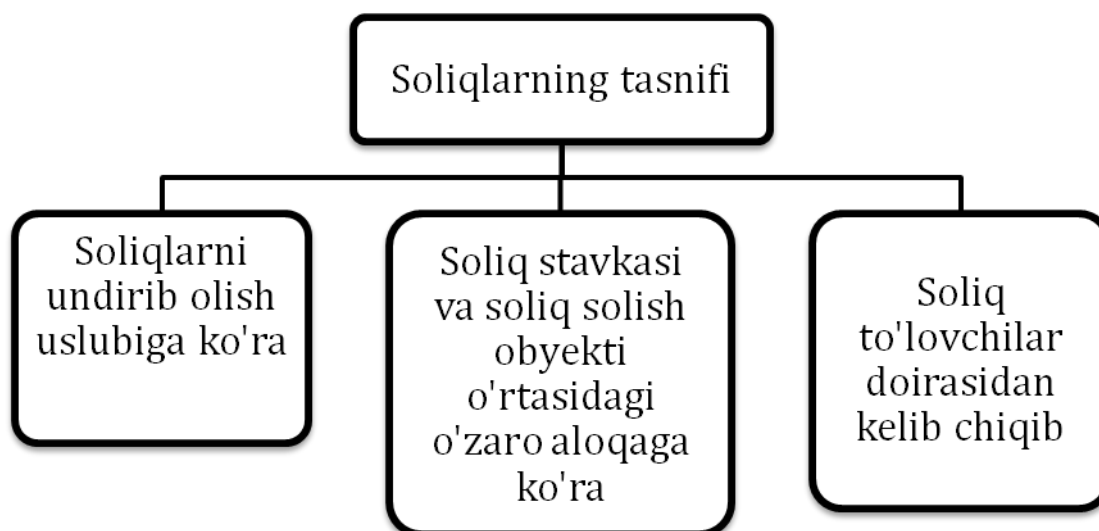 Soliqlarning tasnifi
Soliqlarni
undirib olish
uslubiga ko'ra
Soliq stavkasi
va soliq solish
obyekti
o'rtasidagi
o'zaro aloqaga
ko'ra
Soliq
to'lovchilar
doirasidan
kelib chiqib